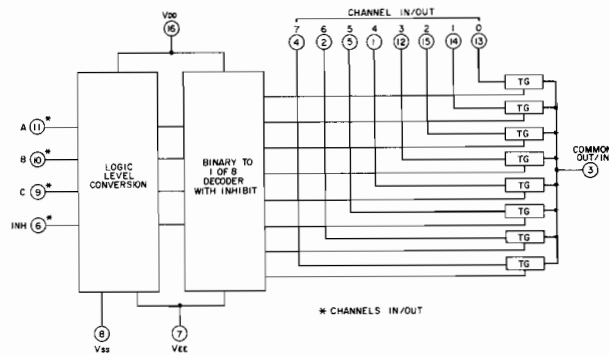 CHANNEL IN/OUT
VDD
7 6 5 4 3 2 1 0
16
4 2 5 1 12 15 14 13
TG
TG
A 11 *
TG
COMMON
OUT/IN
B 10 *
LOGIC
LEVEL
CONVERSION
BINARY TO
1 OF 8
DECODER
WITH INHIBIT
TG
3
C 9 *
TG
INH 6 *
TG
TG
TG
* CHANNELS IN/OUT
8
VSS
7
VEE